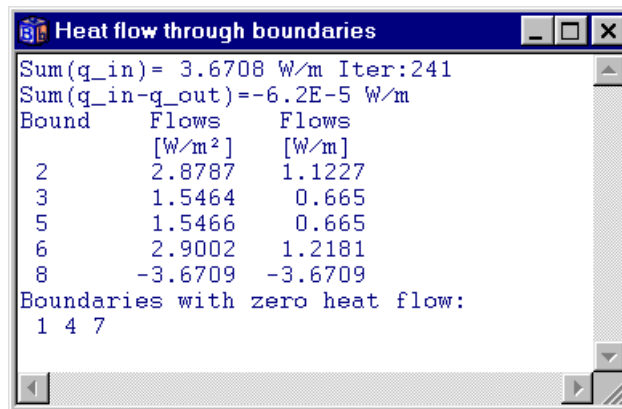 Heat flow through boundaries
Sum(q_in)= 3.6708 W/m Iter:241
Sum(q_in-q_out)=-6.2E-5 W/m
Bound Flows Flows
[W/m²] [W/m]
2 2.8787 1.1227
3 1.5464 0.665
5 1.5466 0.665
6 2.9002 1.2181
8 -3.6709 -3.6709
Boundaries with zero heat flow:
1 4 7